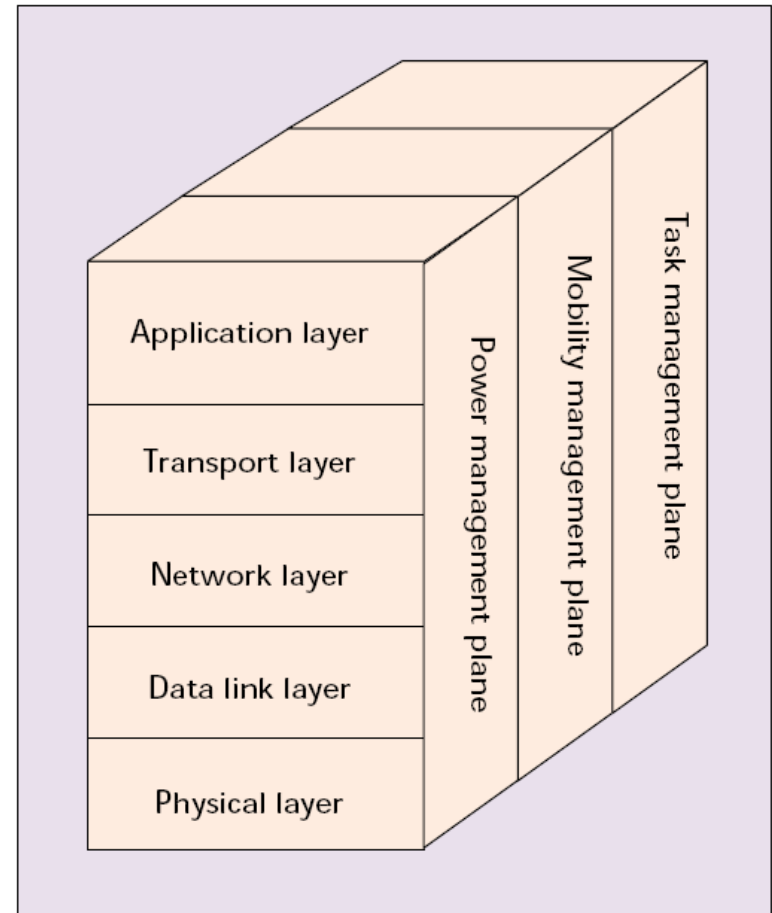 Application layer
Transport layer
Network layer
Data link layer
Physical layer
Power management plane
Mobility management plane
Task management plane